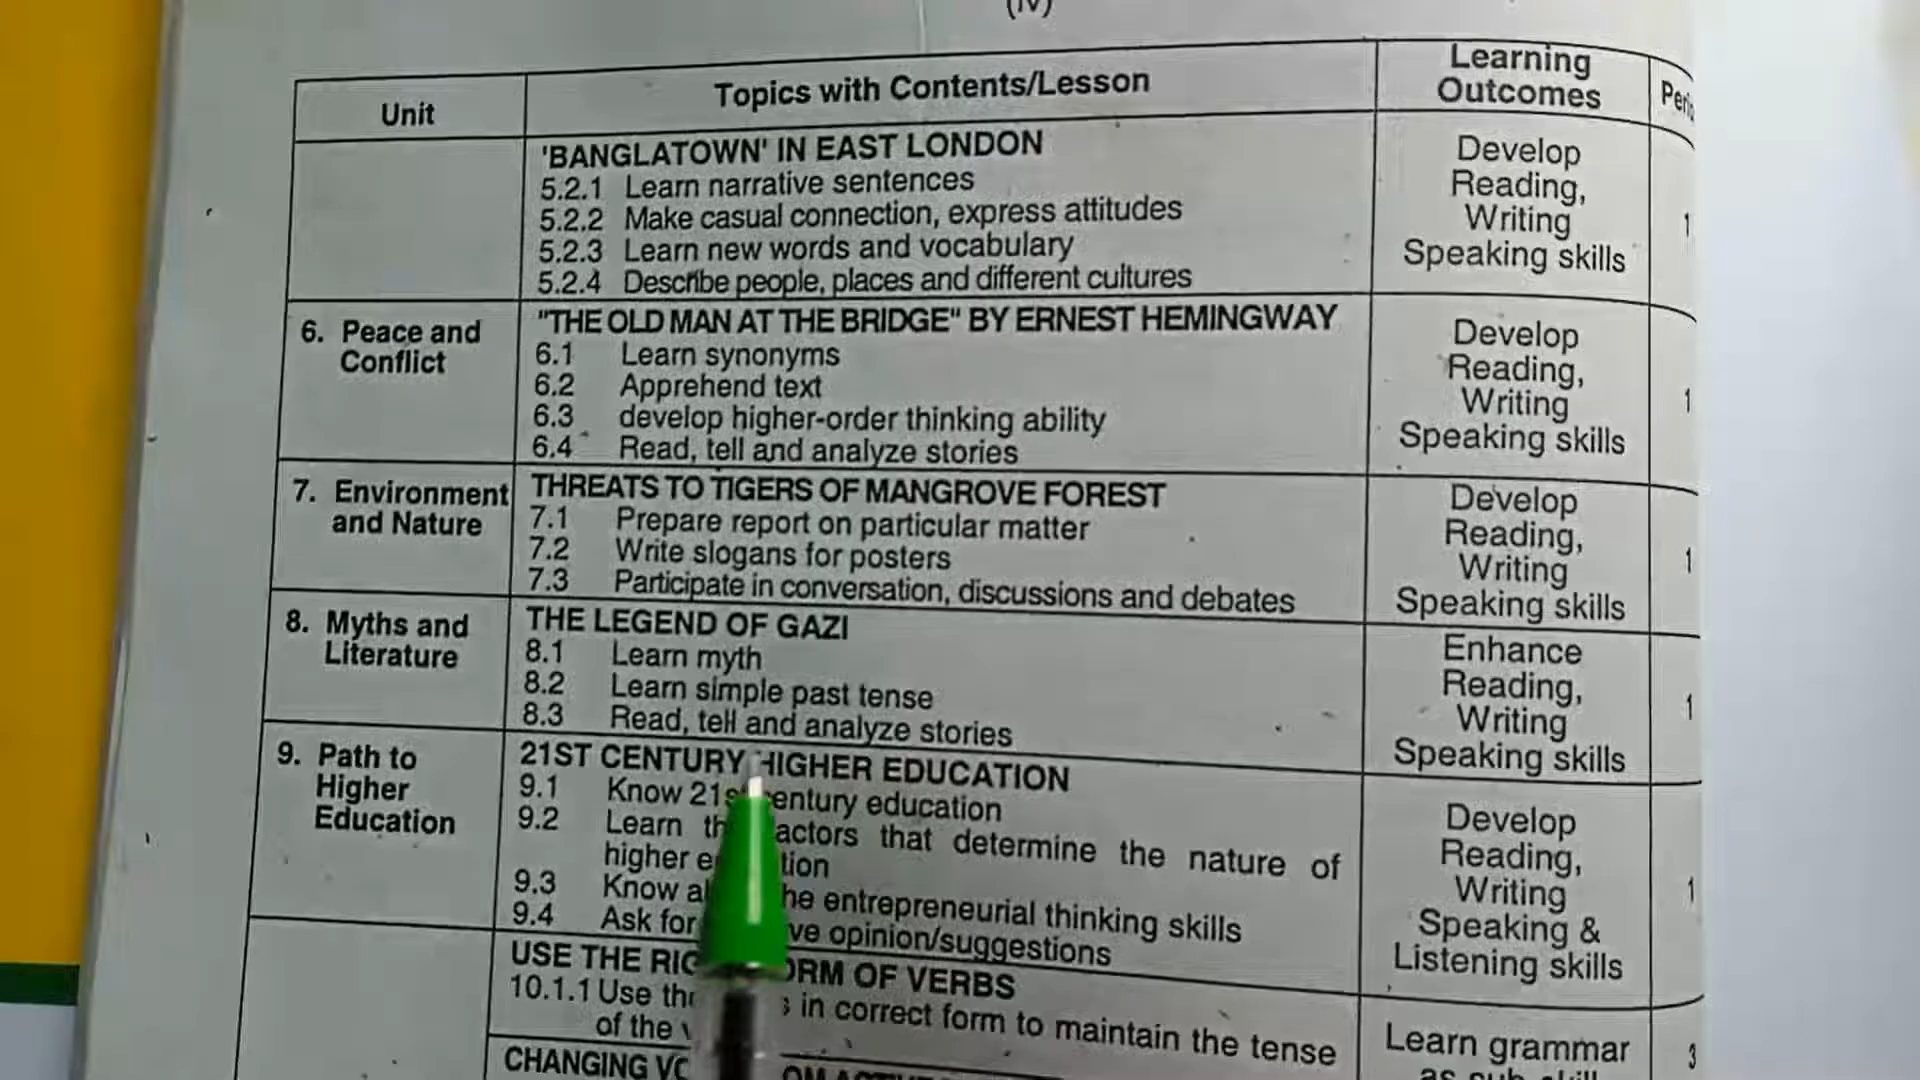 (iv)
Unit
Topics with Contents/Lesson
Learning
Outcomes
'BANGLATOWN' IN EAST LONDON
5.2.1 Learn narrative sentences
5.2.2 Make casual connection, express attitudes
5.2.3 Learn new words and vocabulary
5.2.4 Describe people, places and different cultures
Develop
Reading,
Writing
Speaking skills
1
6. Peace and
Conflict
"THE OLD MAN AT THE BRIDGE" BY ERNEST HEMINGWAY
6.1 Learn synonyms
6.2 Apprehend text
6.3 develop higher-order thinking ability
6.4 Read, tell and analyze stories
Develop
Reading,
Writing
Speaking skills
1
7. Environment
and Nature
THREATS TO TIGERS OF MANGROVE FOREST
7.1 Prepare report on particular matter
7.2 Write slogans for posters
7.3 Participate in conversation, discussions and debates
Develop
Reading,
Writing
Speaking skills
1
8. Myths and
Literature
THE LEGEND OF GAZI
8.1 Learn myth
8.2 Learn simple past tense
8.3 Read, tell and analyze stories
Enhance
Reading,
Writing
Speaking skills
1
9. Path to
Higher
Education
21ST CENTURY HIGHER EDUCATION
9.1 Know education
9.2 Learn that determine the nature of
higher
9.3 Know entrepreneurial thinking skills
9.4 Ask for opinion/suggestions
Develop
Reading,
Writing
Speaking &
Listening skills
1
USE THE OF VERBS
10.1.1 Use in correct form to maintain the tense
of the
Learn grammar
3
CHANGING